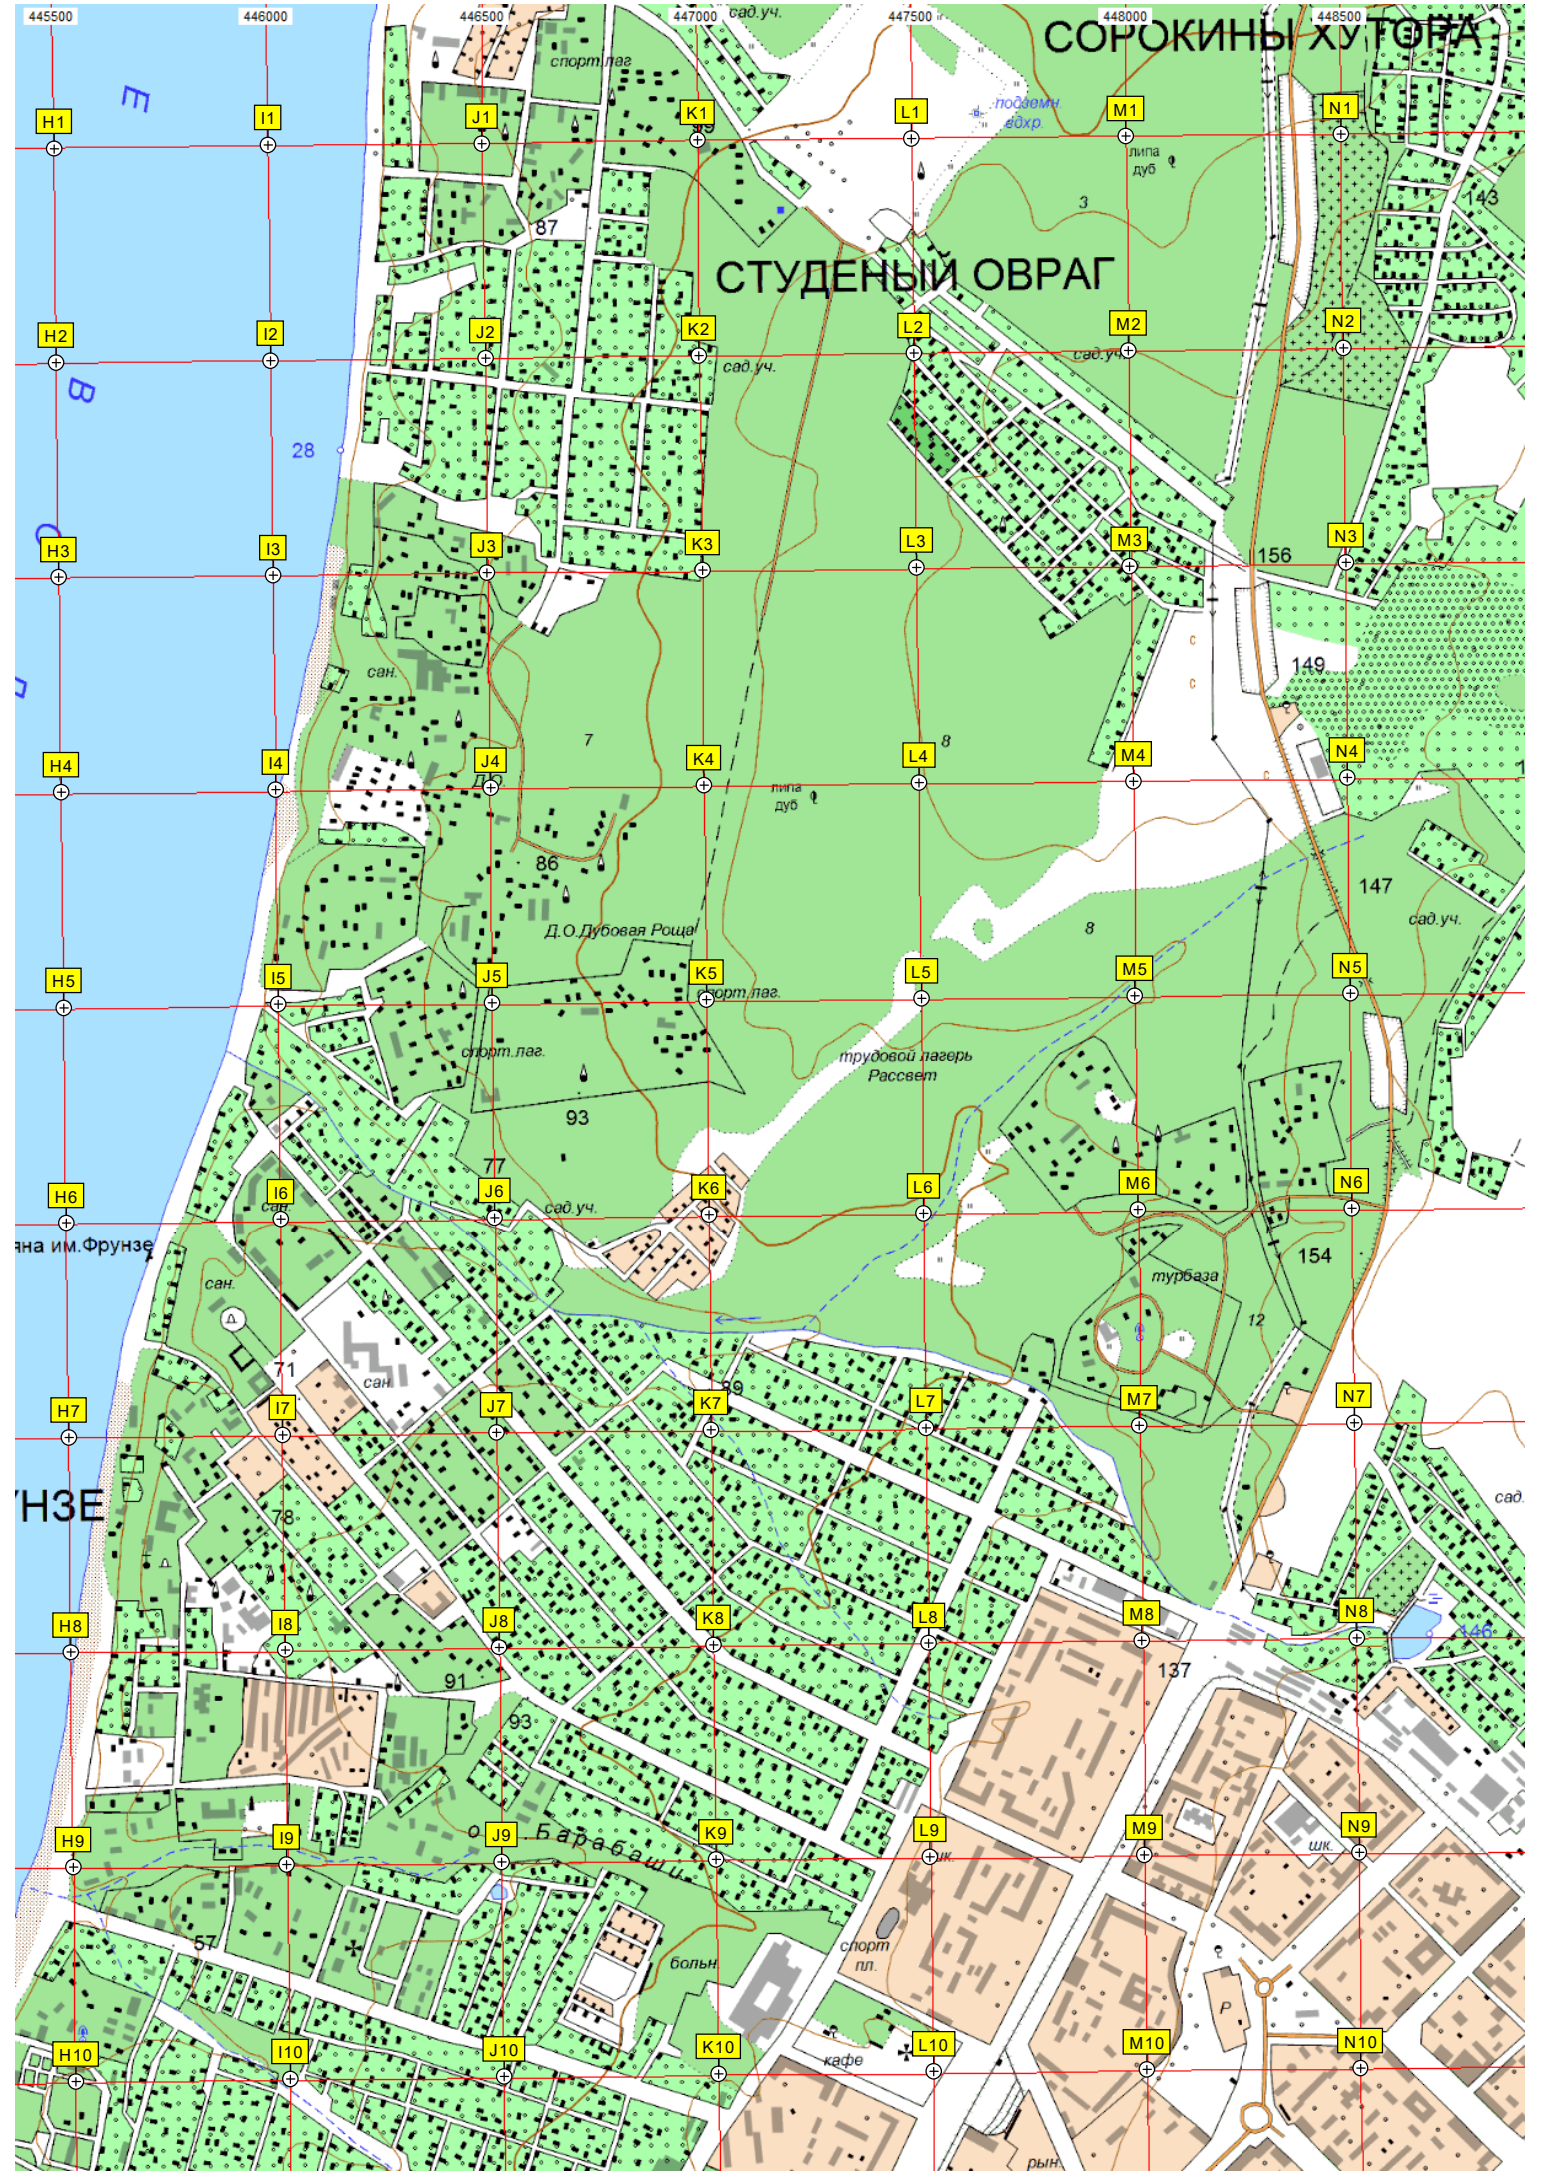 445500 446000 446500 447000 447500 448000 448500
сад.уч.
СОРОКИНЫ ХУТОРА
спорт.лаг
Е
подземн.
вдхр.
H1 I1 J1 K1 L1 M1 N1
липа
дуб
3
143
87
СТУДЕНЫЙ ОВРАГ
H2 I2 J2 K2 L2 M2 N2
сад.уч.
сад.уч.
В
28
О
H3 I3 J3 K3 L3 M3 N3
156
с
149
сан.
с
7
8
H4 I4 J4 K4 L4 M4 N4
Д.О.
с
липа
дуб
86
147
8
сад.уч.
Д.О.Дубовая Роща
H5 I5 J5 K5 L5 M5 N5
спорт.лаг.
спорт.лаг.
трудовой лагерь
Рассвет
93
77
H6 I6 J6 K6 L6 M6 N6
сан.
сад.уч.
яна им.Фрунзе
154
сан.
турбаза
12
71
сан.
89
H7 I7 J7 K7 L7 M7 N7
УНЗЕ
78
сад.
H8 I8 J8 K8 L8 M8 N8
146
137
91
93
H9 I9 J9 K9 L9 M9 N9
о .Барабаши
шк.
шк.
57
спорт
пл.
больн.
Р
H10 I10 J10 K10 L10 M10 N10
кафе
рын.